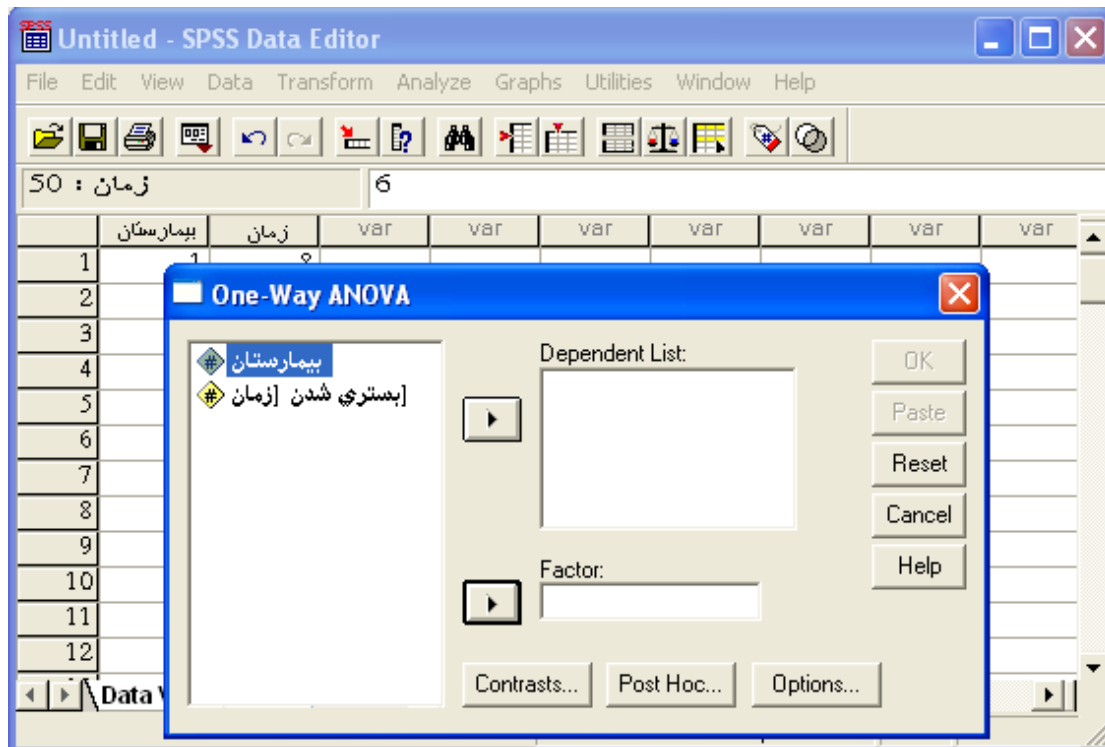 SPSS
Untitled - SPSS Data Editor
File Edit View Data Transform Analyze Graphs Utilities Window Help
50 : زمان
6
بیمارستان زمان var var var var var var var
1 1
2
3
4
5
6
7
8
9
10
11
12
One-Way ANOVA
بیمارستان
بستري شدن [زمان]
Dependent List:
Factor:
OK
Paste
Reset
Cancel
Help
Contrasts... Post Hoc... Options...
Data V